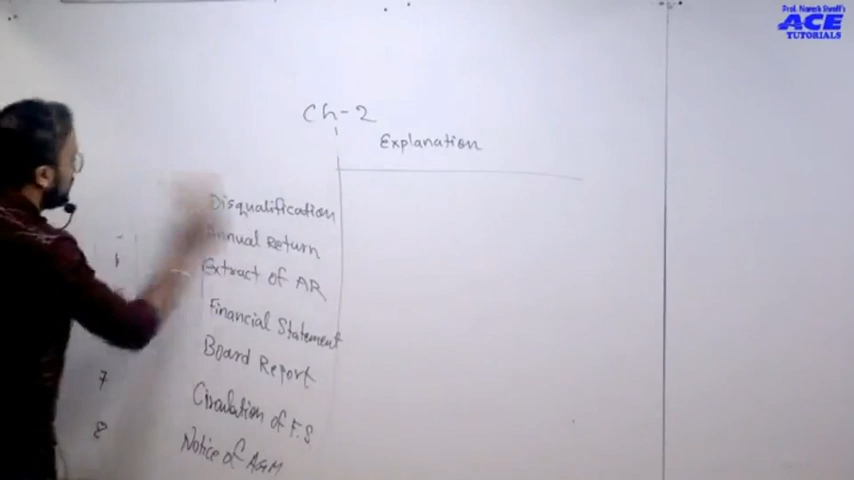 Prof. Naresh Shroff's
ACE
TUTORIALS
Ch-2
Explanation
Disqualification
Annual Return
Extract of AR
Financial Statement
Board Report
7
Circulation of F.S
8
Notice of AGM